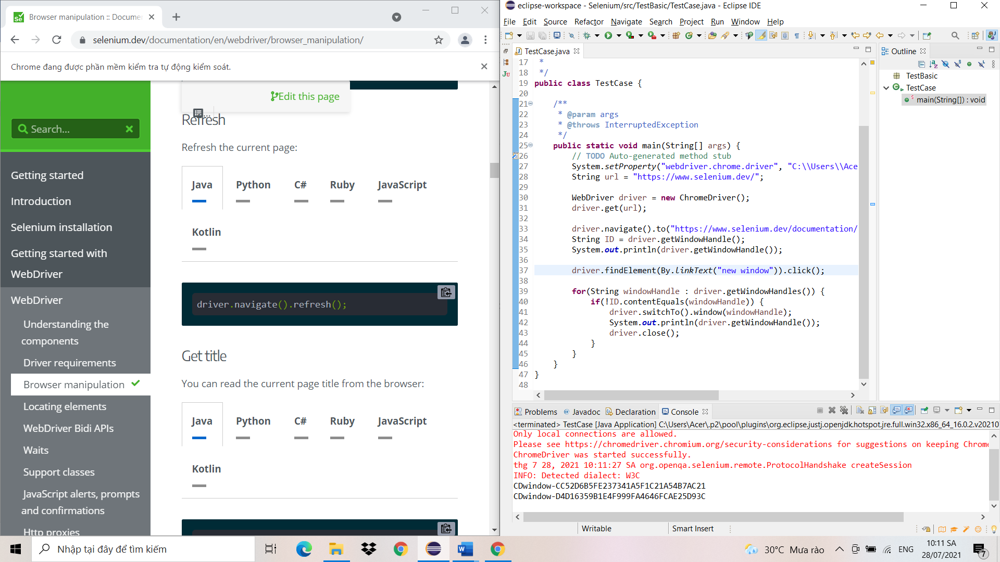 Browser manipulation :: Docume
selenium.dev/documentation/en/webdriver/browser_manipulation/
Chrome đang được phần mềm kiểm tra tự động kiểm soát.
Search...
Getting started
Introduction
Selenium installation
Getting started with
WebDriver
WebDriver
Understanding the
components
Driver requirements
Browser manipulation
Locating elements
WebDriver Bidi APIs
Waits
Support classes
JavaScript alerts, prompts
and confirmations
Http proxies
Edit this page
Refresh
Refresh the current page:
Java Python C# Ruby JavaScript
Kotlin
driver.navigate().refresh();
Get title
You can read the current page title from the browser:
Java Python C# Ruby JavaScript
Kotlin
eclipse-workspace - Selenium/src/TestBasic/TestCase.java - Eclipse IDE
File Edit Source Refactor Navigate Search Project Run Window Help
TestCase.java
17 *
18 */
19 public class TestCase {
20
21 /**
22 * @param args
23 * @throws InterruptedException
24 */
25 public static void main(String[] args) {
26 // TODO Auto-generated method stub
27 System.setProperty("webdriver.chrome.driver", "C:\\Users\\Ace
28 String url = "https://www.selenium.dev/";
29
30 WebDriver driver = new ChromeDriver();
31 driver.get(url);
32
33 driver.navigate().to("https://www.selenium.dev/documentation/
34 String ID = driver.getWindowHandle();
35 System.out.println(driver.getWindowHandle());
36
37 driver.findElement(By.linkText("new window")).click();
38
39 for(String windowHandle : driver.getWindowHandles()) {
40 if(!ID.contentEquals(windowHandle)) {
41 driver.switchTo().window(windowHandle);
42 System.out.println(driver.getWindowHandle());
43 driver.close();
44 }
45 }
46 }
47 }
48
Outline
TestBasic
TestCase
main(String[]) : void
Problems @ Javadoc Declaration Console
<terminated> TestCase [Java Application] C:\Users\Acer\.p2\pool\plugins\org.eclipse.justj.openjdk.hotspot.jre.full.win32.x86_64_16.0.2.v20210
Only local connections are allowed.
Please see https://chromedriver.chromium.org/security-considerations for suggestions on keeping Chrome
ChromeDriver was started successfully.
thg 7 28, 2021 10:11:27 SA org.openqa.selenium.remote.ProtocolHandshake createSession
INFO: Detected dialect: W3C
CDwindow-CC52D6B5FE237341A5F1C21A54B7AC21
CDwindow-D4D16359B1E4F999FA4646FCAE25D93C
Writable Smart Insert
Nhập tại đây để tìm kiếm
30°C Mưa rào
ENG
10:11 SA
28/07/2021
7